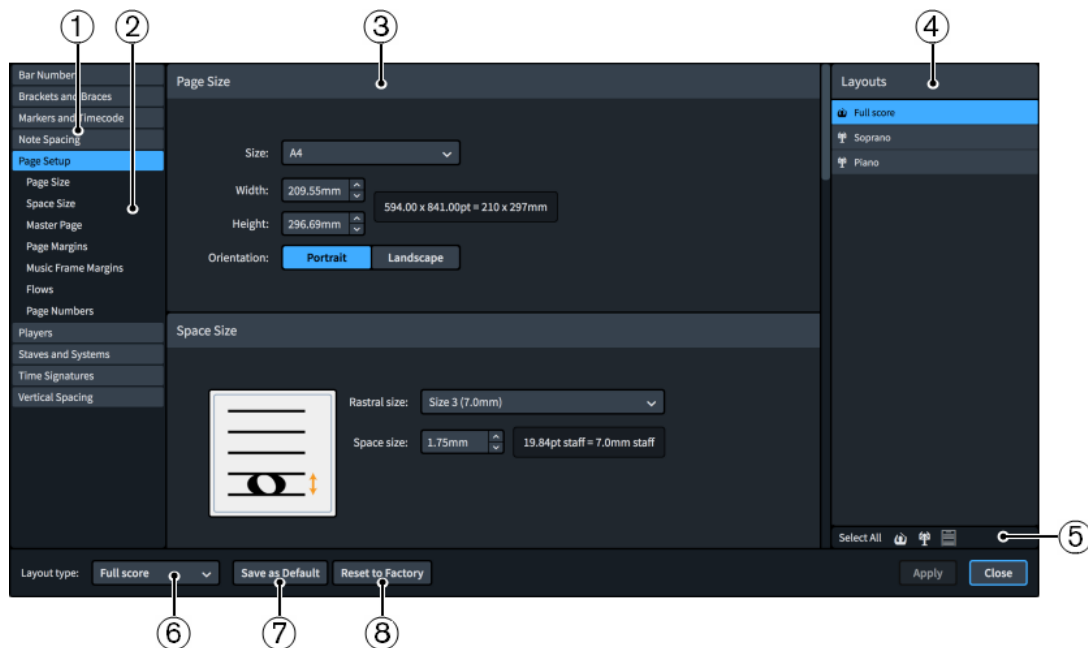 ① ② ③ ④
Bar Number
Brackets and Braces
Markers and Timecode
Note Spacing
Page Setup
Page Size
Space Size
Master Page
Page Margins
Music Frame Margins
Flows
Page Numbers
Players
Staves and Systems
Time Signatures
Vertical Spacing
Page Size
Size: A4
Width: 209.55mm
594.00 x 841.00pt = 210 x 297mm
Height: 296.69mm
Orientation: Portrait Landscape
Space Size
Rastral size: Size 3 (7.0mm)
Space size: 1.75mm 19.84pt staff = 7.0mm staff
Layouts
Full score
Soprano
Piano
Select All
⑤
Layout type: Full score Save as Default Reset to Factory Apply Close
⑥ ⑦ ⑧